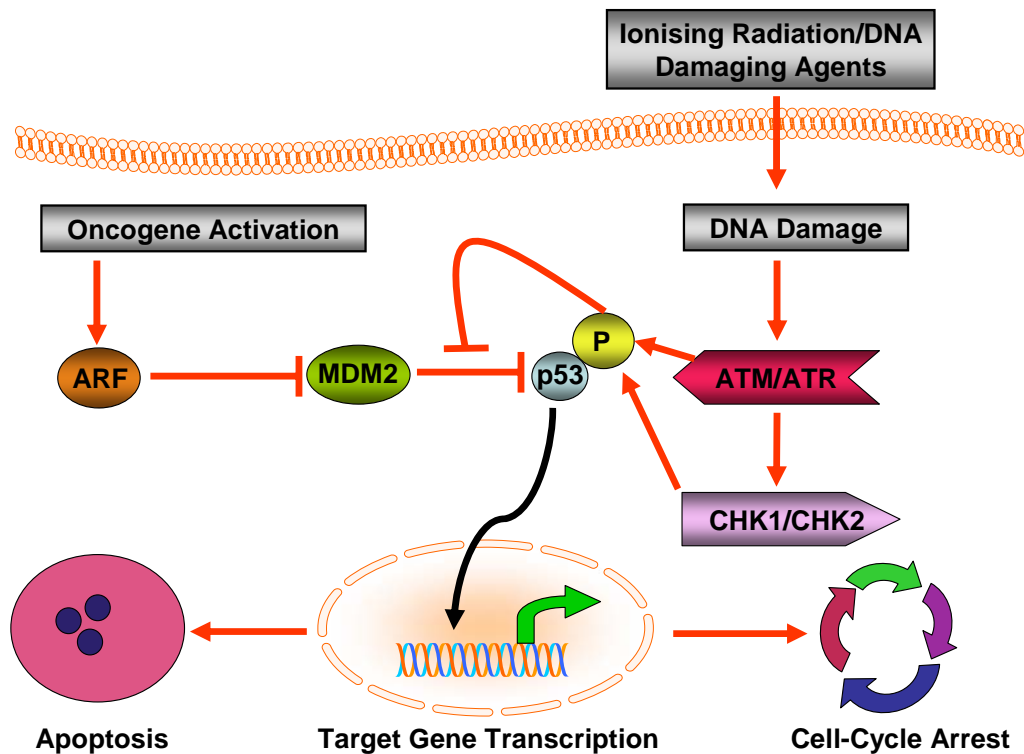 Ionising Radiation/DNA
Damaging Agents
Oncogene Activation
DNA Damage
ARF
MDM2
p53
P
ATM/ATR
CHK1/CHK2
Apoptosis
Target Gene Transcription
Cell-Cycle Arrest